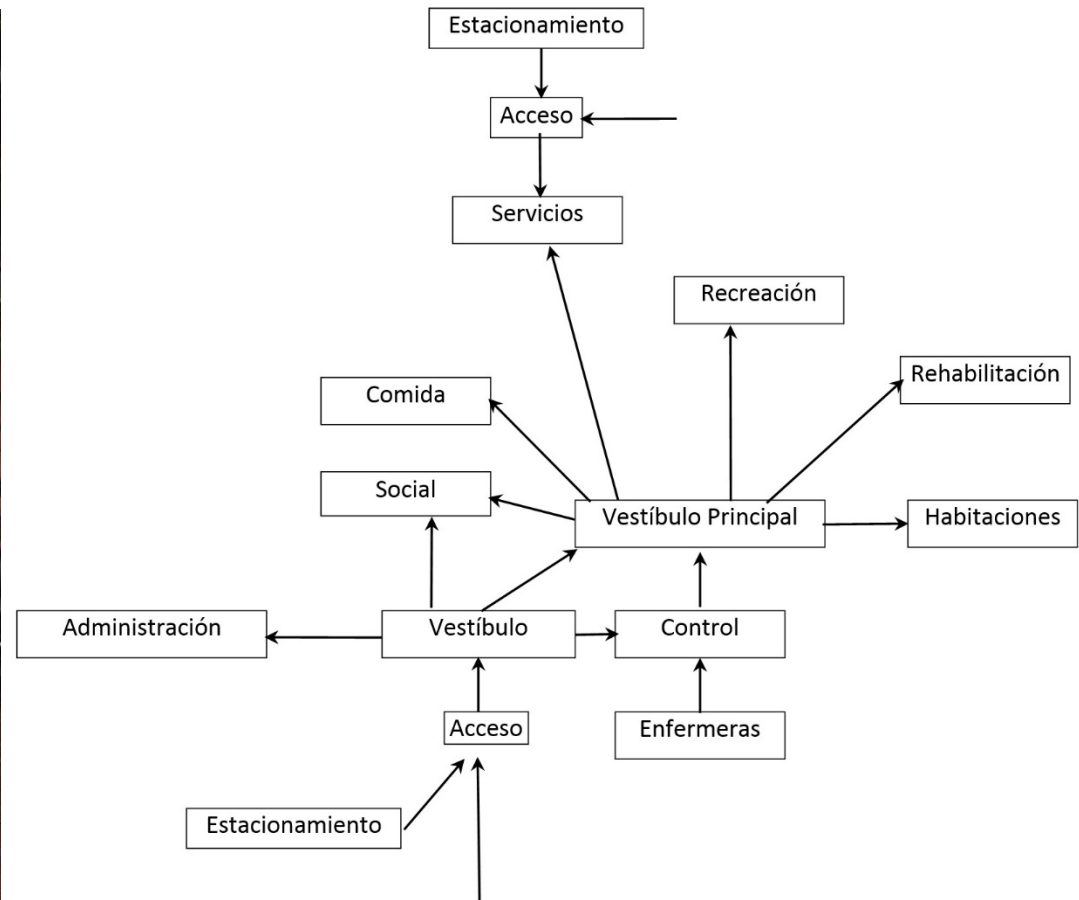 Estacionamiento
Acceso
Servicios
Recreación
Rehabilitación
Comida
Social
Vestíbulo Principal
Habitaciones
Administración
Vestíbulo
Control
Acceso
Enfermeras
Estacionamiento